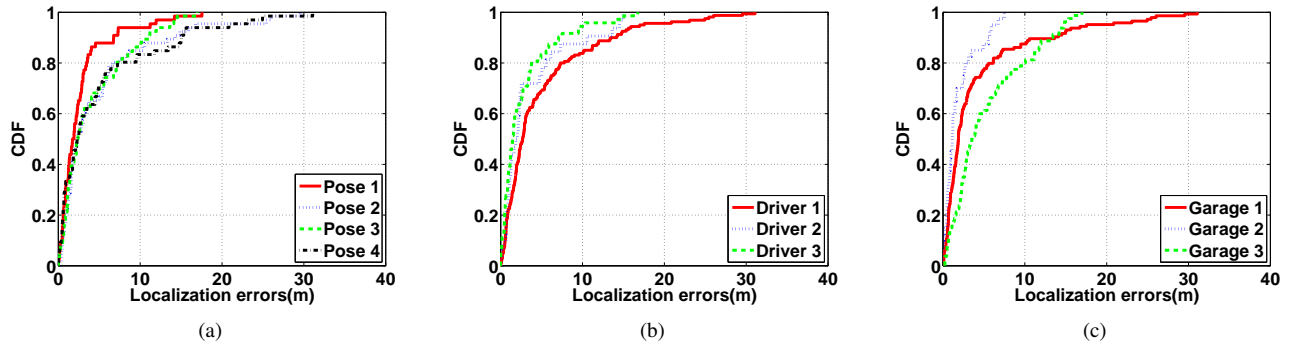 CDF
1
0.8
0.6
0.4
0.2
0
0
10
20
30
40
Localization errors(m)
Pose 1
Pose 2
Pose 3
Pose 4
(a)
CDF
1
0.8
0.6
0.4
0.2
0
0
10
20
30
40
Localization errors(m)
Driver 1
Driver 2
Driver 3
(b)
CDF
1
0.8
0.6
0.4
0.2
0
0
10
20
30
40
Localization errors(m)
Garage 1
Garage 2
Garage 3
(c)